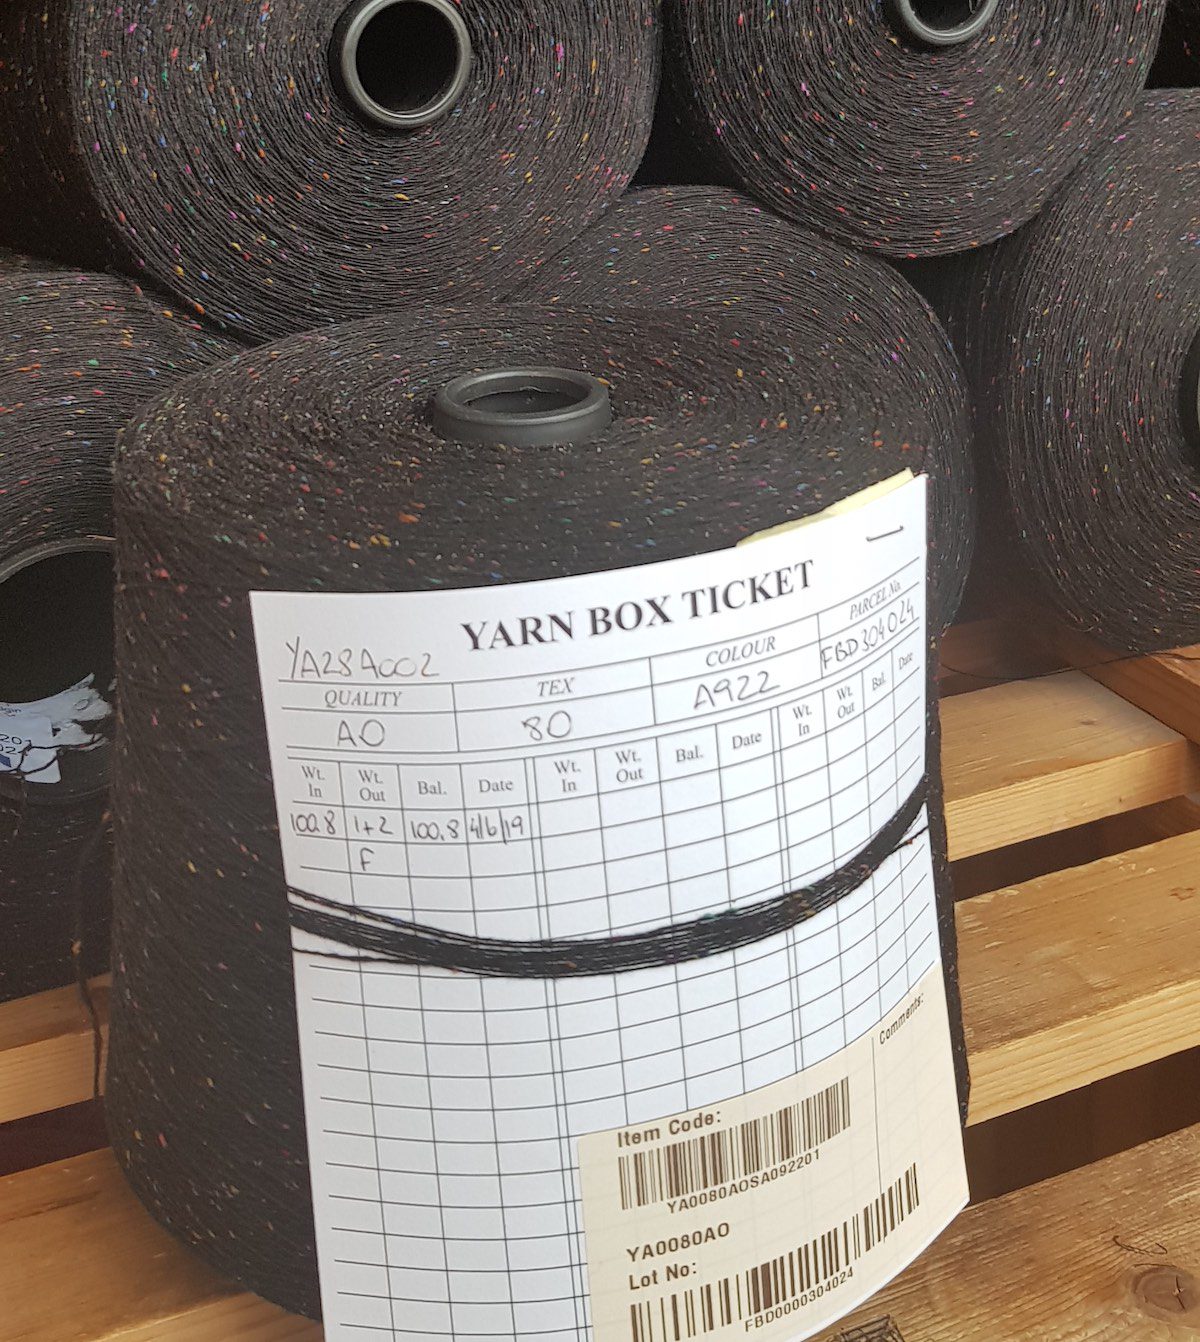 YARN BOX TICKET
YA28A002
QUALITY TEX COLOUR PARCEL No.
AO 80 A922 FBD304024
Wt. In Wt. Out Bal. Date Wt. In Wt. Out Bal. Date Wt. In Wt. Out Bal. Date
100.8 1+2 100.8 4/6/19
F
Comments:
Item Code:
YA0080AOSA092201
YA0080AO
Lot No:
FBD0000304024